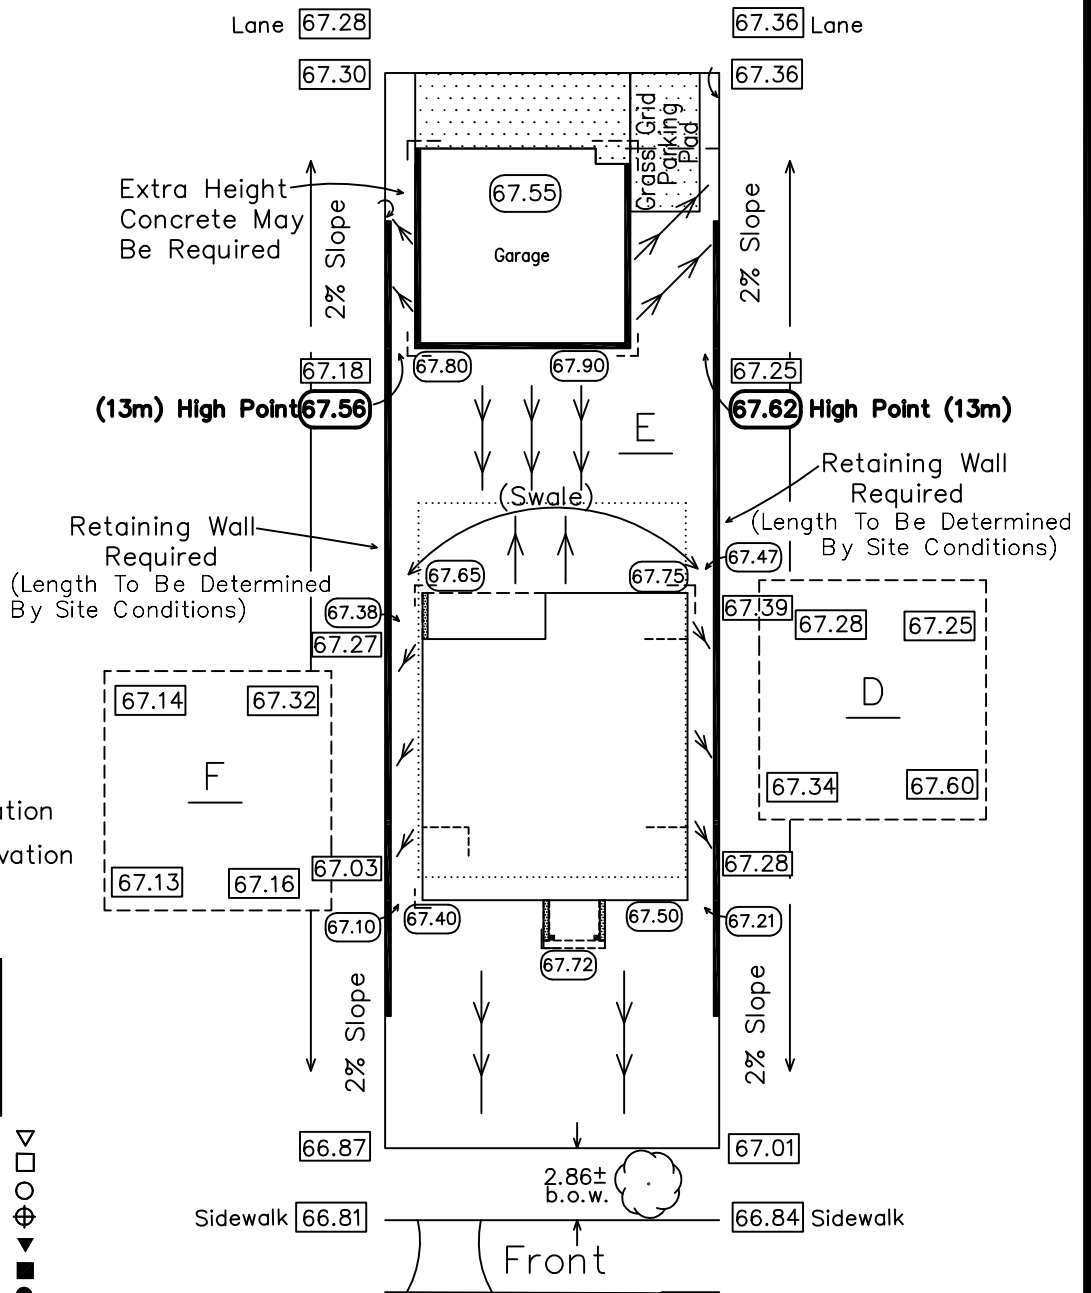 Lane 67.28
67.36 Lane
67.30
67.36
Grass Grid
Parking
Pad
Extra Height
Concrete May
Be Required
67.55
Garage
2% Slope
2% Slope
67.18
67.80
67.90
67.25
(13m) High Point 67.56
67.62 High Point (13m)
E
Retaining Wall
Required
(Length To Be Determined
By Site Conditions)
(Swale)
Retaining Wall
Required
(Length To Be Determined
By Site Conditions)
67.47
67.65
67.75
67.38
67.39
67.27
67.28
67.25
67.14
67.32
D
F
67.34
67.60
ation
vation
67.03
67.28
67.13
67.16
67.10
67.40
67.50
67.21
67.72
2% Slope
2% Slope
66.87
67.01
2.86±
b.o.w.
Sidewalk 66.81
66.84 Sidewalk
Front